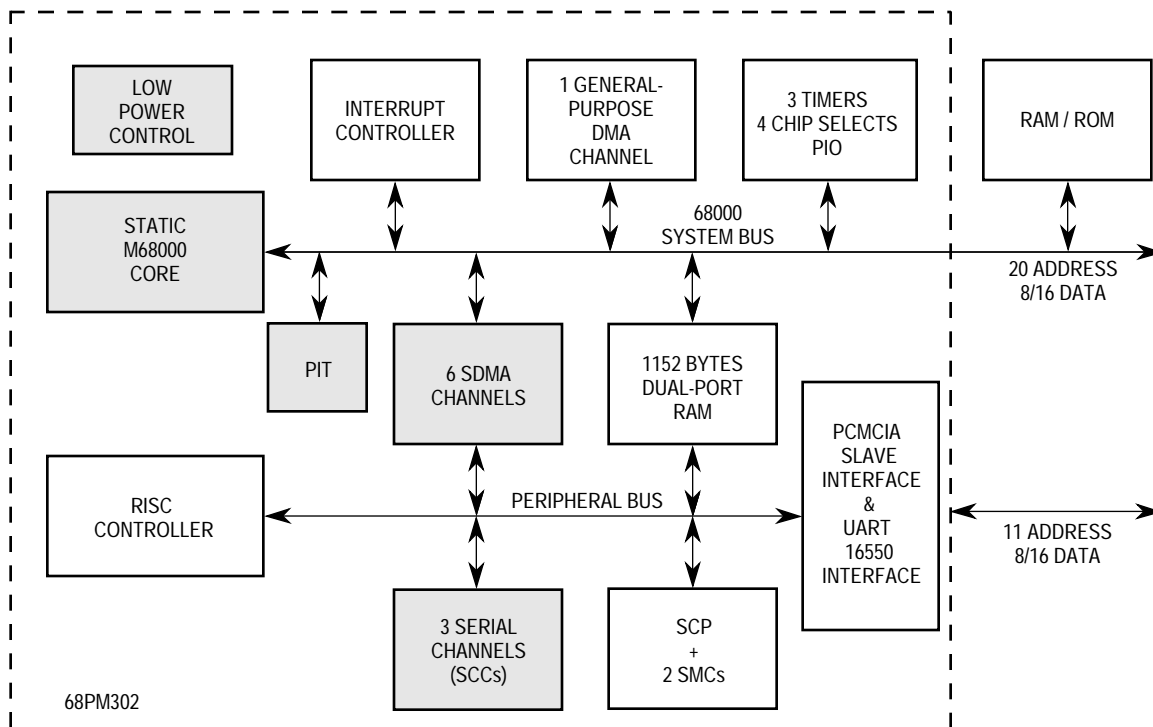 LOW
POWER
CONTROL
INTERRUPT
CONTROLLER
1 GENERAL-
PURPOSE
DMA
CHANNEL
3 TIMERS
4 CHIP SELECTS
PIO
RAM / ROM
STATIC
M68000
CORE
68000
SYSTEM BUS
20 ADDRESS
8/16 DATA
PIT
6 SDMA
CHANNELS
1152 BYTES
DUAL-PORT
RAM
PCMCIA
SLAVE
INTERFACE
&
UART
16550
INTERFACE
RISC
CONTROLLER
PERIPHERAL BUS
11 ADDRESS
8/16 DATA
3 SERIAL
CHANNELS
(SCCs)
SCP
+
2 SMCs
68PM302